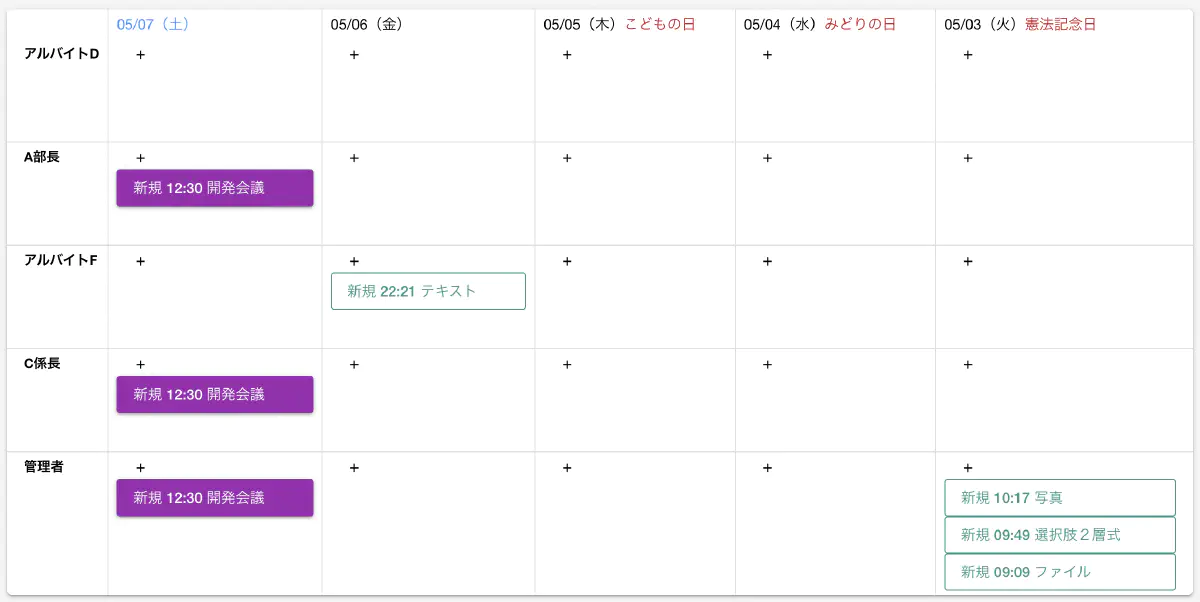 05/07（土） 05/06（金） 05/05（木）こどもの日 05/04（水）みどりの日 05/03（火）憲法記念日
アルバイトD + + + + +
A部長 + + + + +
新規 12:30 開発会議
アルバイトF + + + + +
新規 22:21 テキスト
C係長 + + + + +
新規 12:30 開発会議
管理者 + + + + +
新規 12:30 開発会議 新規 10:17 写真
新規 09:49 選択肢２層式
新規 09:09 ファイル